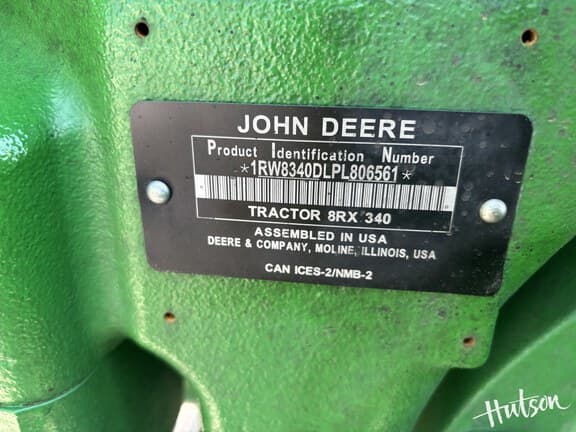 JOHN DEERE
Product Identification Number
*1RW8340DLPL806561*
TRACTOR 8RX 340
ASSEMBLED IN USA
DEERE & COMPANY, MOLINE, ILLINOIS, USA
CAN ICES-2/NMB-2
Hutson